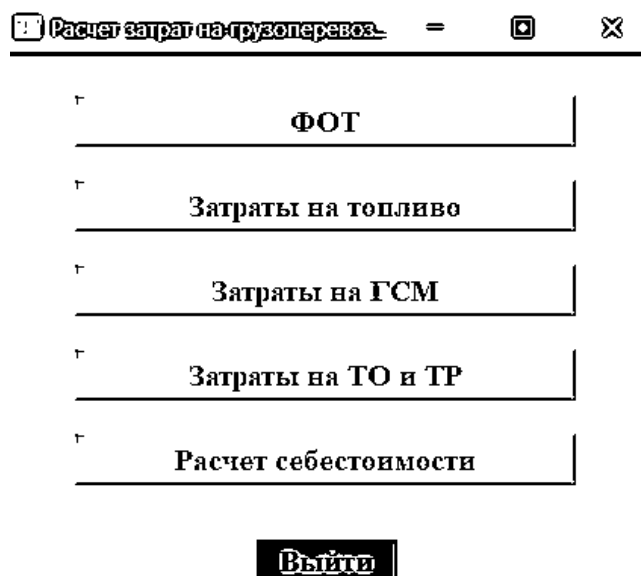 Расчет затрат на грузоперевоз...
ФОТ
Затраты на топливо
Затраты на ГСМ
Затраты на ТО и ТР
Расчет себестоимости
Выйти